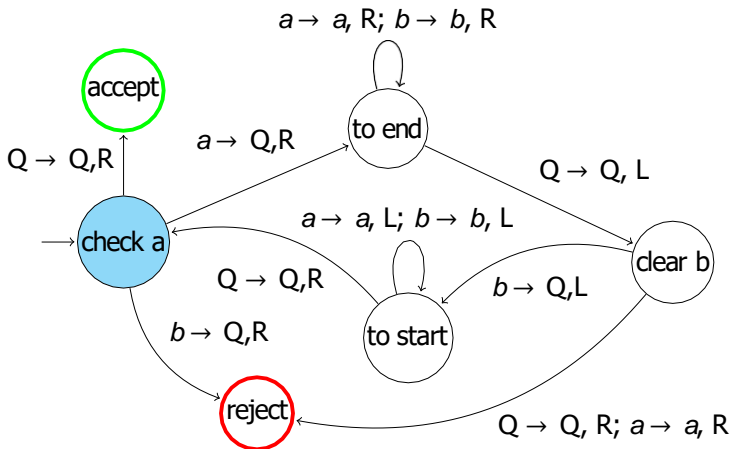 a → a, R; b → b, R
accept
to end
a → Q,R
Q → Q,R
Q → Q, L
a → a, L; b → b, L
check a
clear b
Q → Q,R
b → Q,L
b → Q,R
to start
reject
Q → Q, R; a → a, R